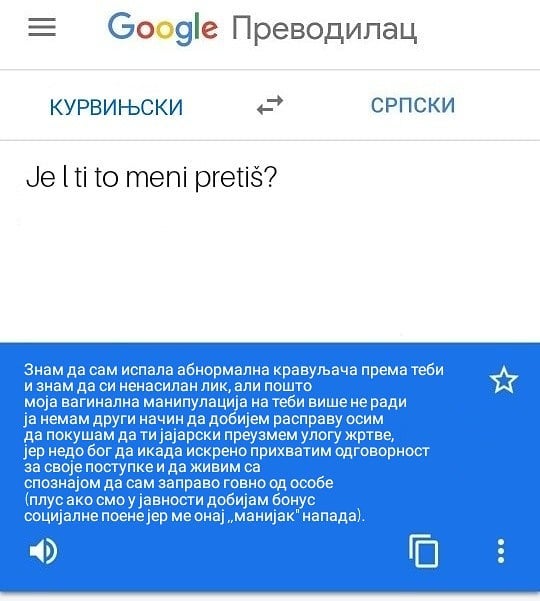 Google Преводилац
КУРВИЊСКИ СРПСКИ
Je l ti to meni pretiš?
Знам да сам испала абнормална кравуљача према теби
и знам да си ненасилан лик, али пошто
моја вагинална манипулација на теби више не ради
ја немам други начин да добијем расправу осим
да покушам да ти јајарски преузмем улогу жртве,
јер недо бог да икада искрено прихватим одговорност
за своје поступке и да живим са
спознајом да сам заправо говно од особе
(плус ако смо у јавности добијам бонус
социјалне поене јер ме онај „манијак" напада).